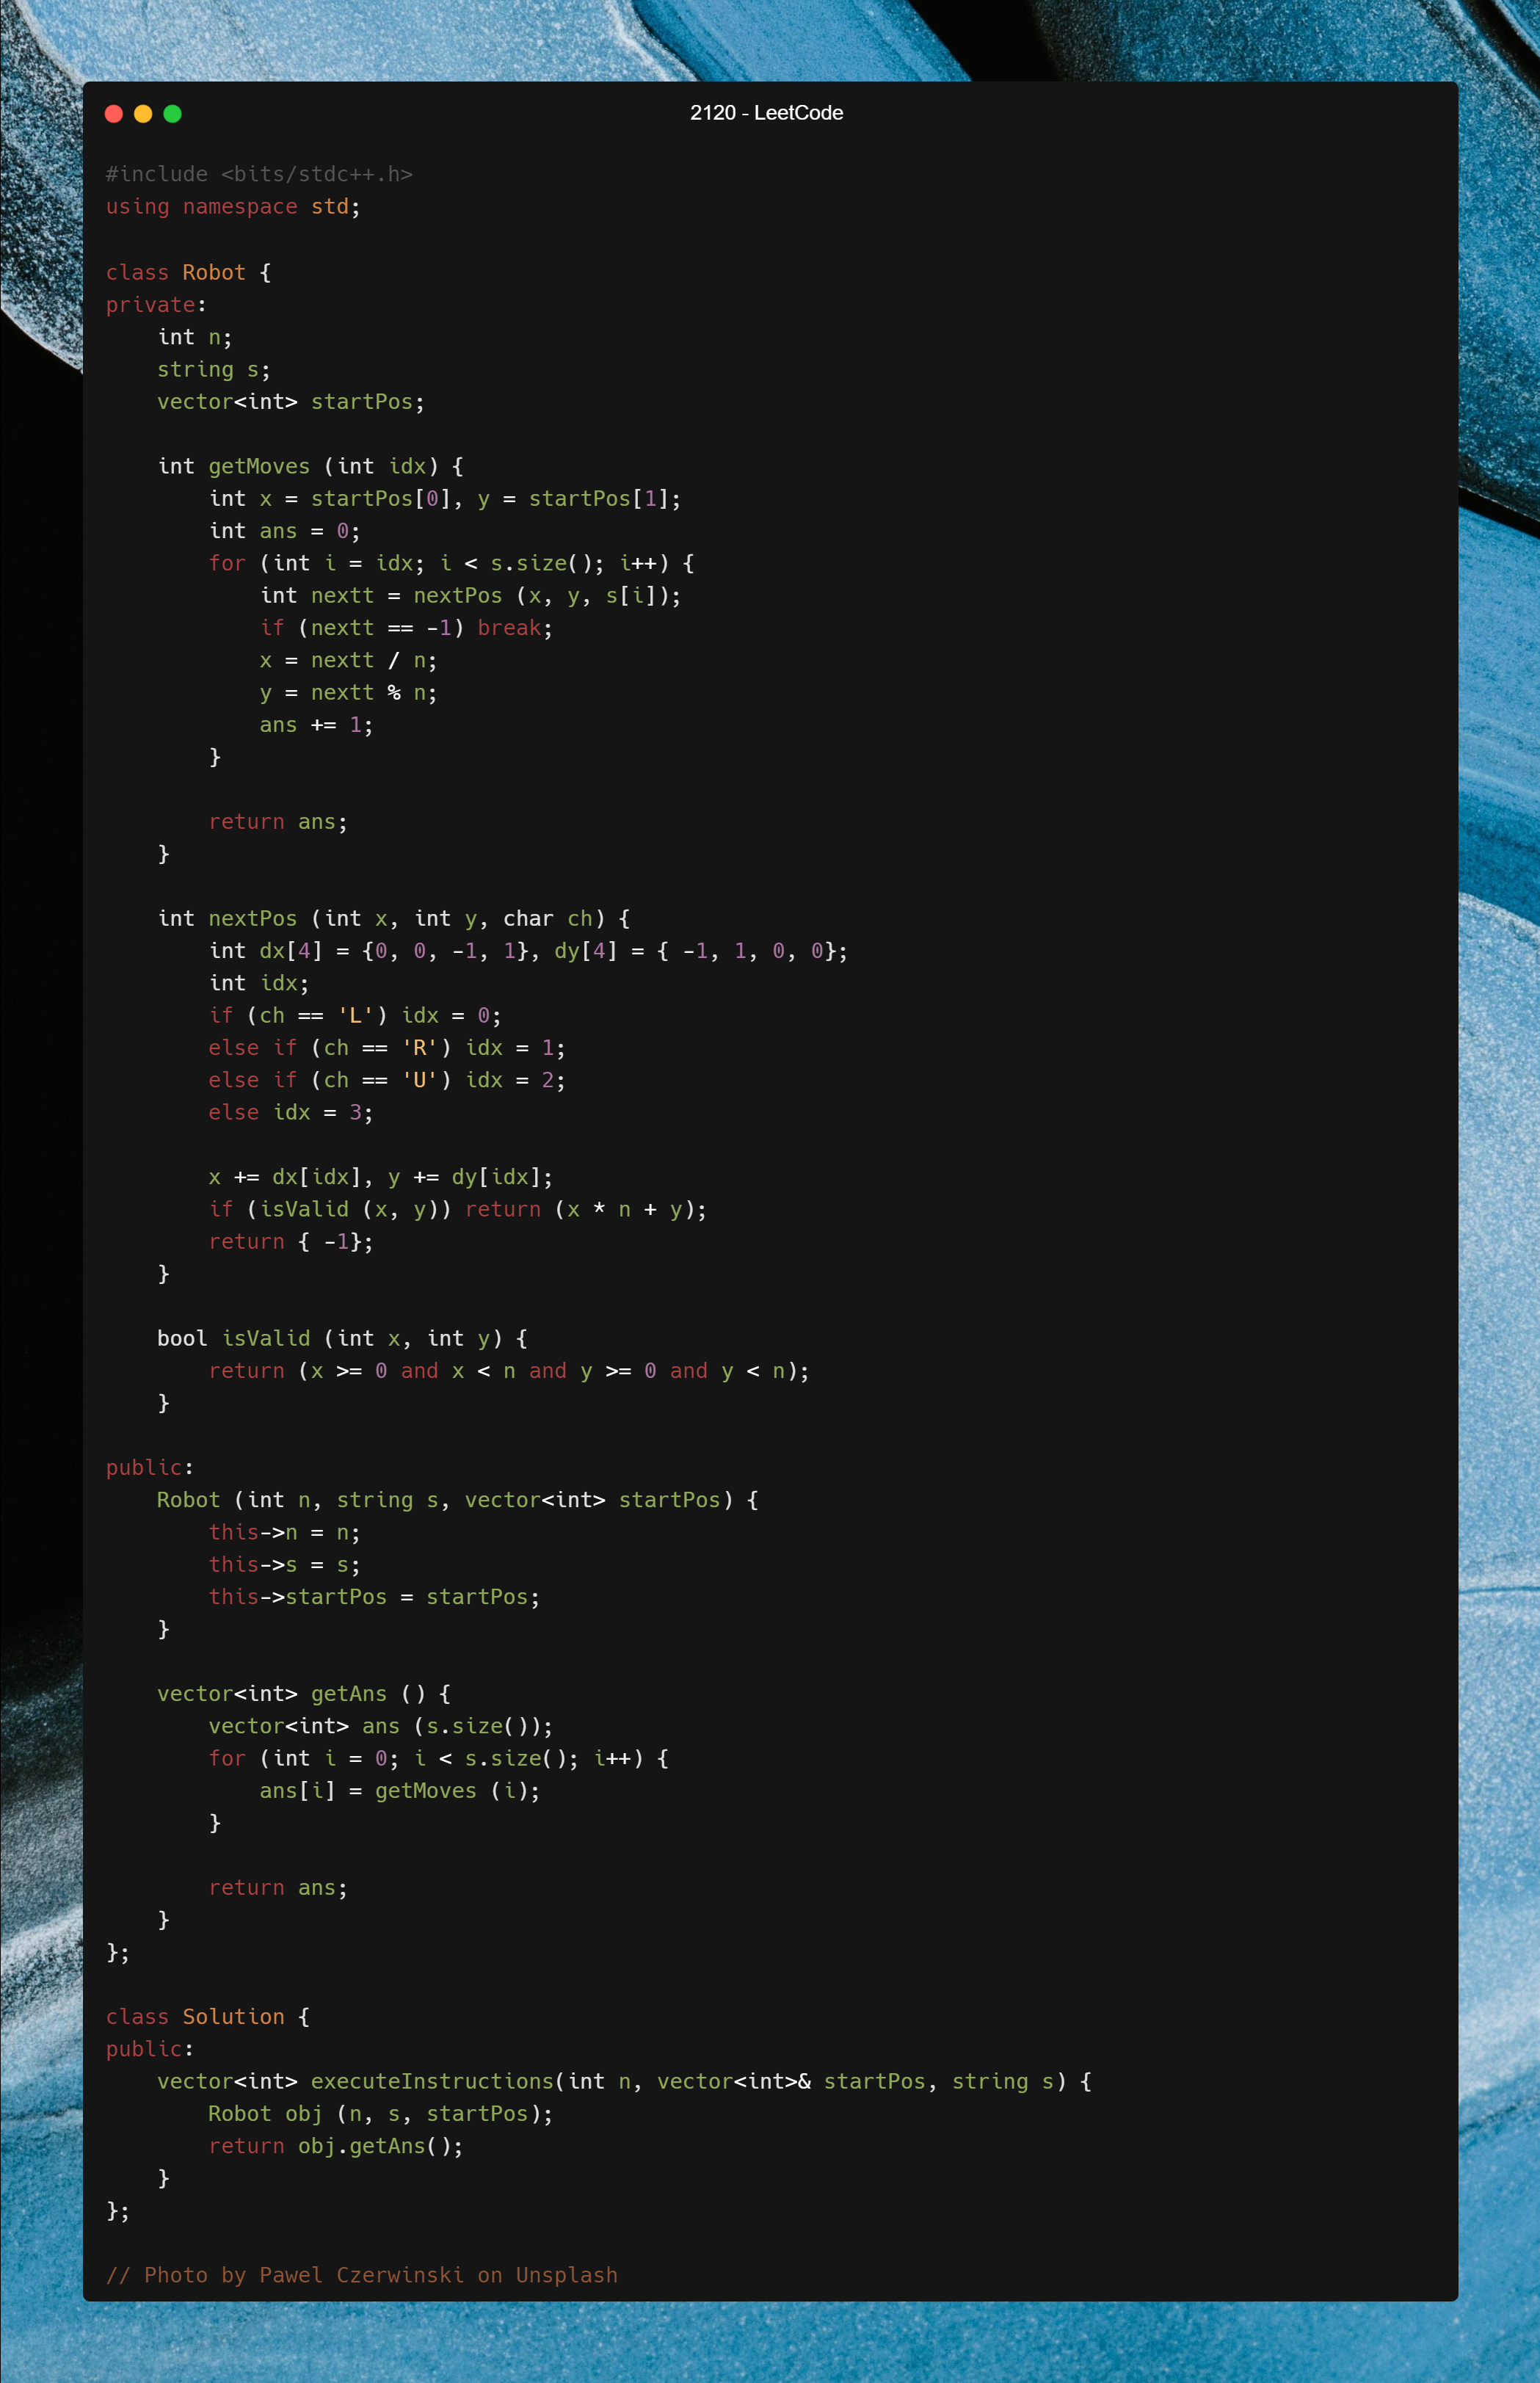 2120 - LeetCode
#include <bits/stdc++.h>
using namespace std;
class Robot {
private:
    int n;
    string s;
    vector<int> startPos;
    int getMoves (int idx) {
        int x = startPos[0], y = startPos[1];
        int ans = 0;
        for (int i = idx; i < s.size(); i++) {
            int nextt = nextPos (x, y, s[i]);
            if (nextt == -1) break;
            x = nextt / n;
            y = nextt % n;
            ans += 1;
        }
        return ans;
    }
    int nextPos (int x, int y, char ch) {
        int dx[4] = {0, 0, -1, 1}, dy[4] = { -1, 1, 0, 0};
        int idx;
        if (ch == 'L') idx = 0;
        else if (ch == 'R') idx = 1;
        else if (ch == 'U') idx = 2;
        else idx = 3;
        x += dx[idx], y += dy[idx];
        if (isValid (x, y)) return (x * n + y);
        return { -1};
    }
    bool isValid (int x, int y) {
        return (x >= 0 and x < n and y >= 0 and y < n);
    }
public:
    Robot (int n, string s, vector<int> startPos) {
        this->n = n;
        this->s = s;
        this->startPos = startPos;
    }
    vector<int> getAns () {
        vector<int> ans (s.size());
        for (int i = 0; i < s.size(); i++) {
            ans[i] = getMoves (i);
        }
        return ans;
    }
};
class Solution {
public:
    vector<int> executeInstructions(int n, vector<int>& startPos, string s) {
        Robot obj (n, s, startPos);
        return obj.getAns();
    }
};
// Photo by Pawel Czerwinski on Unsplash